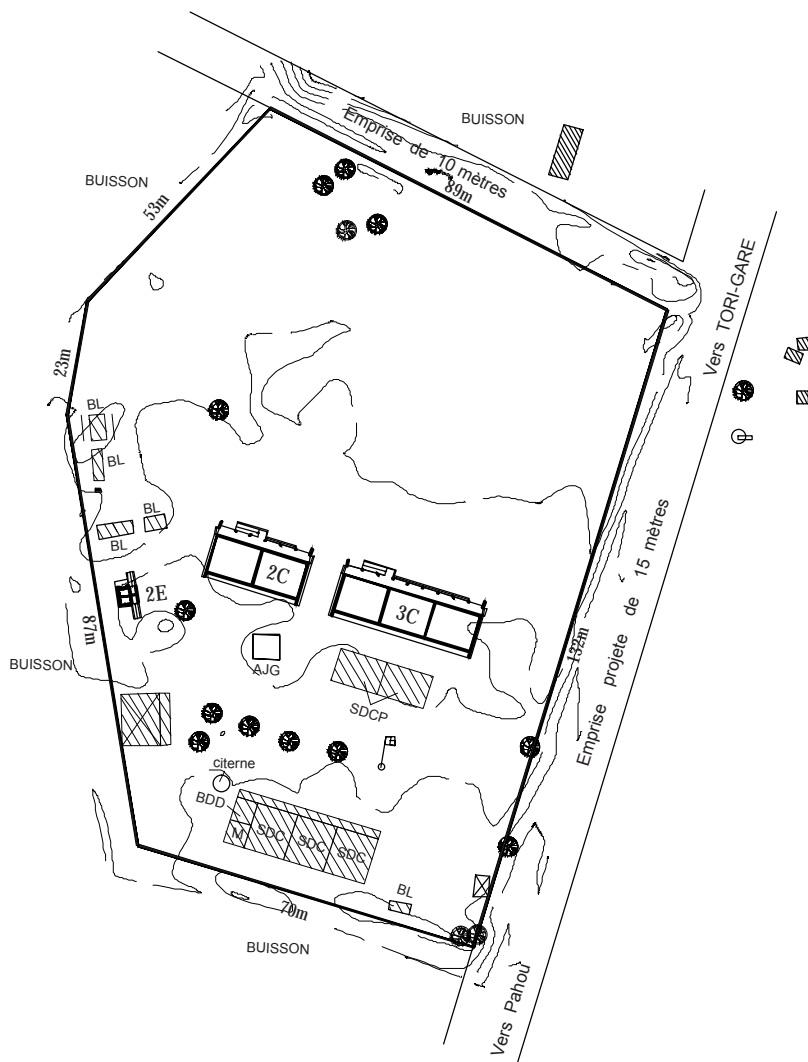 BUISSON
Emprise de 10 mètres
89m
BUISSON
53m
Vers TORI-GARE
23m
BL
BL
BL
BL
2C
3C
2E
87m
132m
Emprise projete de 15 mètres
BUISSON
AJG
SDCP
citerne
BDD
M
SDC
SDC
SDC
BL
70m
BUISSON
Vers Pahou